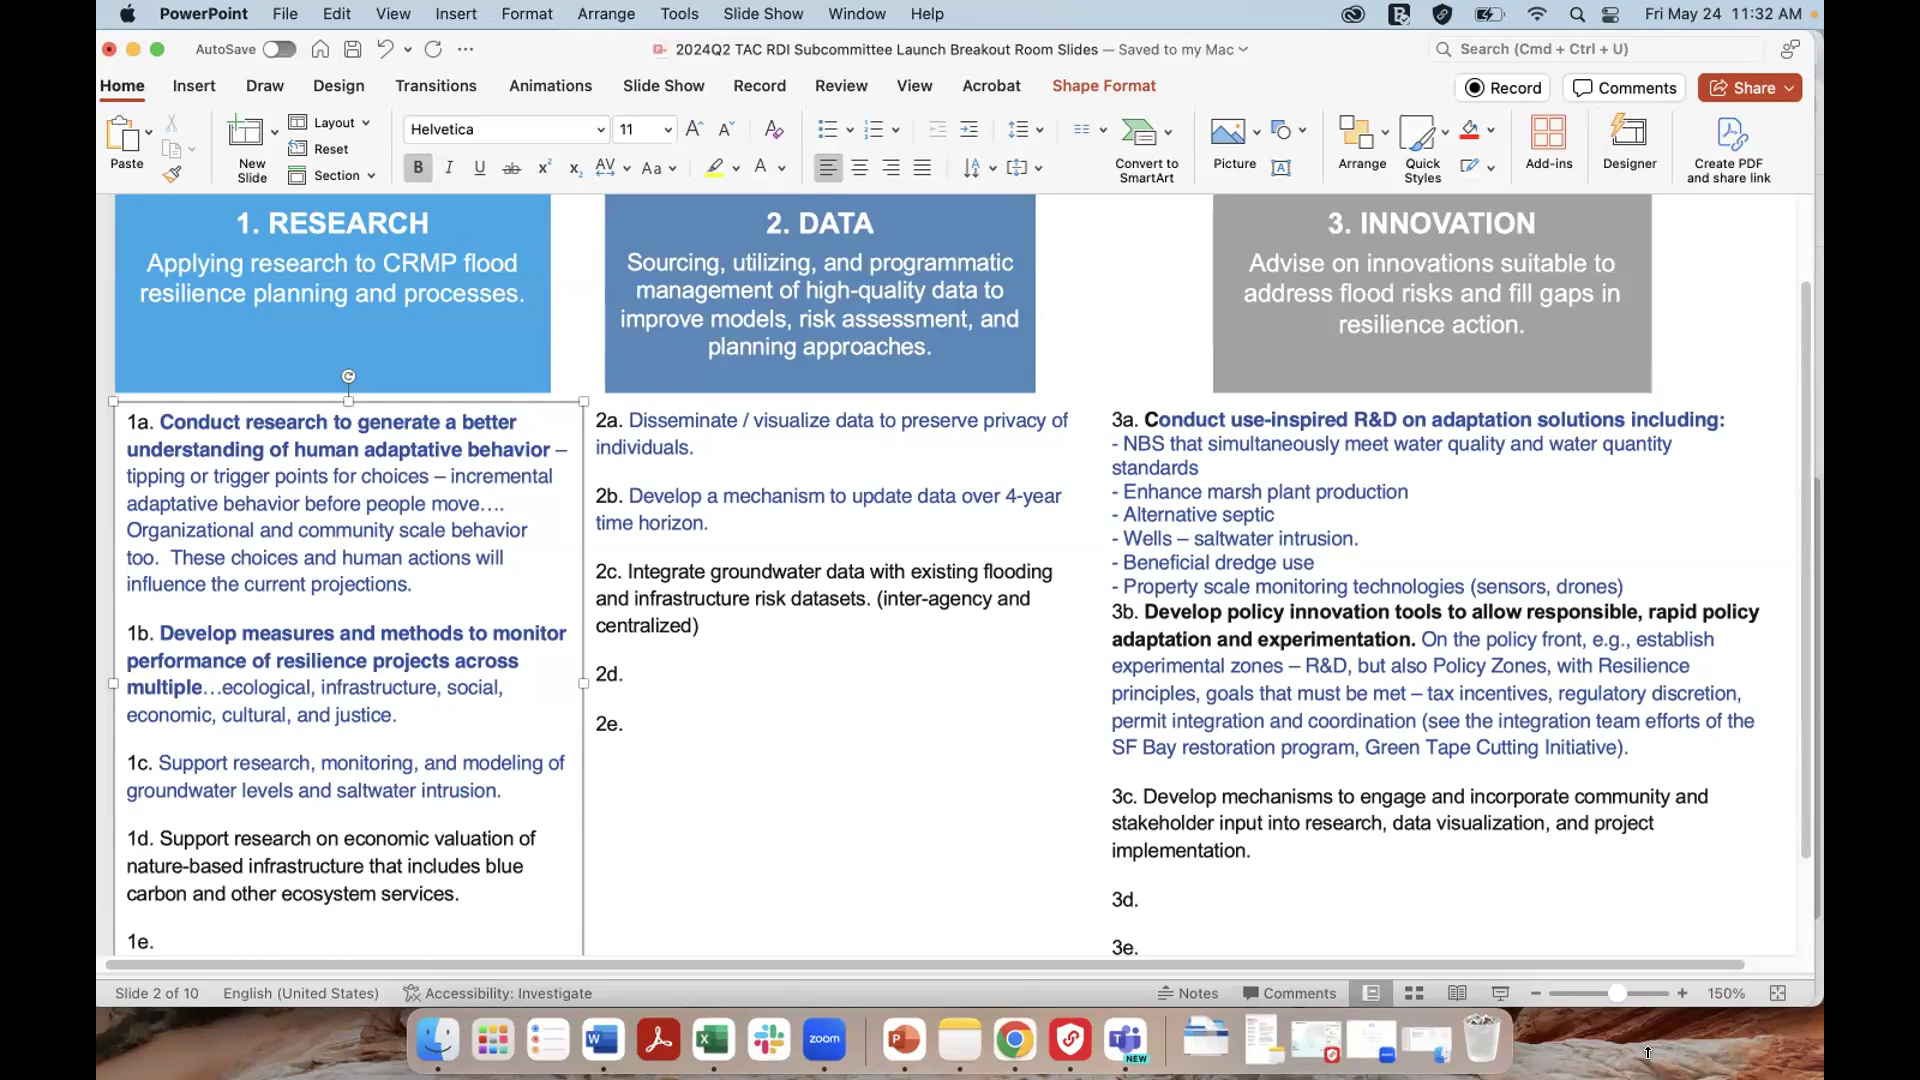 PowerPoint File Edit View Insert Format Arrange Tools Slide Show Window Help Fri May 24 11:32 AM
AutoSave 2024Q2 TAC RDI Subcommittee Launch Breakout Room Slides — Saved to my Mac Search (Cmd + Ctrl + U)
Home Insert Draw Design Transitions Animations Slide Show Record Review View Acrobat Shape Format Record Comments Share
Paste New Slide Layout Reset Section Helvetica 11 Convert to SmartArt Picture Arrange Quick Styles Add-ins Designer Create PDF and share link
1. RESEARCH
Applying research to CRMP flood
resilience planning and processes.
2. DATA
Sourcing, utilizing, and programmatic
management of high-quality data to
improve models, risk assessment, and
planning approaches.
3. INNOVATION
Advise on innovations suitable to
address flood risks and fill gaps in
resilience action.
1a. Conduct research to generate a better
understanding of human adaptative behavior –
tipping or trigger points for choices – incremental
adaptative behavior before people move….
Organizational and community scale behavior
too. These choices and human actions will
influence the current projections.
1b. Develop measures and methods to monitor
performance of resilience projects across
multiple…ecological, infrastructure, social,
economic, cultural, and justice.
1c. Support research, monitoring, and modeling of
groundwater levels and saltwater intrusion.
1d. Support research on economic valuation of
nature-based infrastructure that includes blue
carbon and other ecosystem services.
1e.
2a. Disseminate / visualize data to preserve privacy of
individuals.
2b. Develop a mechanism to update data over 4-year
time horizon.
2c. Integrate groundwater data with existing flooding
and infrastructure risk datasets. (inter-agency and
centralized)
2d.
2e.
3a. Conduct use-inspired R&D on adaptation solutions including:
- NBS that simultaneously meet water quality and water quantity
standards
- Enhance marsh plant production
- Alternative septic
- Wells – saltwater intrusion.
- Beneficial dredge use
- Property scale monitoring technologies (sensors, drones)
3b. Develop policy innovation tools to allow responsible, rapid policy
adaptation and experimentation. On the policy front, e.g., establish
experimental zones – R&D, but also Policy Zones, with Resilience
principles, goals that must be met – tax incentives, regulatory discretion,
permit integration and coordination (see the integration team efforts of the
SF Bay restoration program, Green Tape Cutting Initiative).
3c. Develop mechanisms to engage and incorporate community and
stakeholder input into research, data visualization, and project
implementation.
3d.
3e.
Slide 2 of 10 English (United States) Accessibility: Investigate Notes Comments 150%
zoom NEW